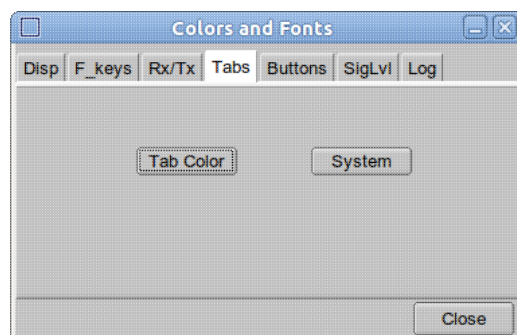 Colors and Fonts
Disp F_keys Rx/Tx Tabs Buttons SigLvl Log
Tab Color System
Close